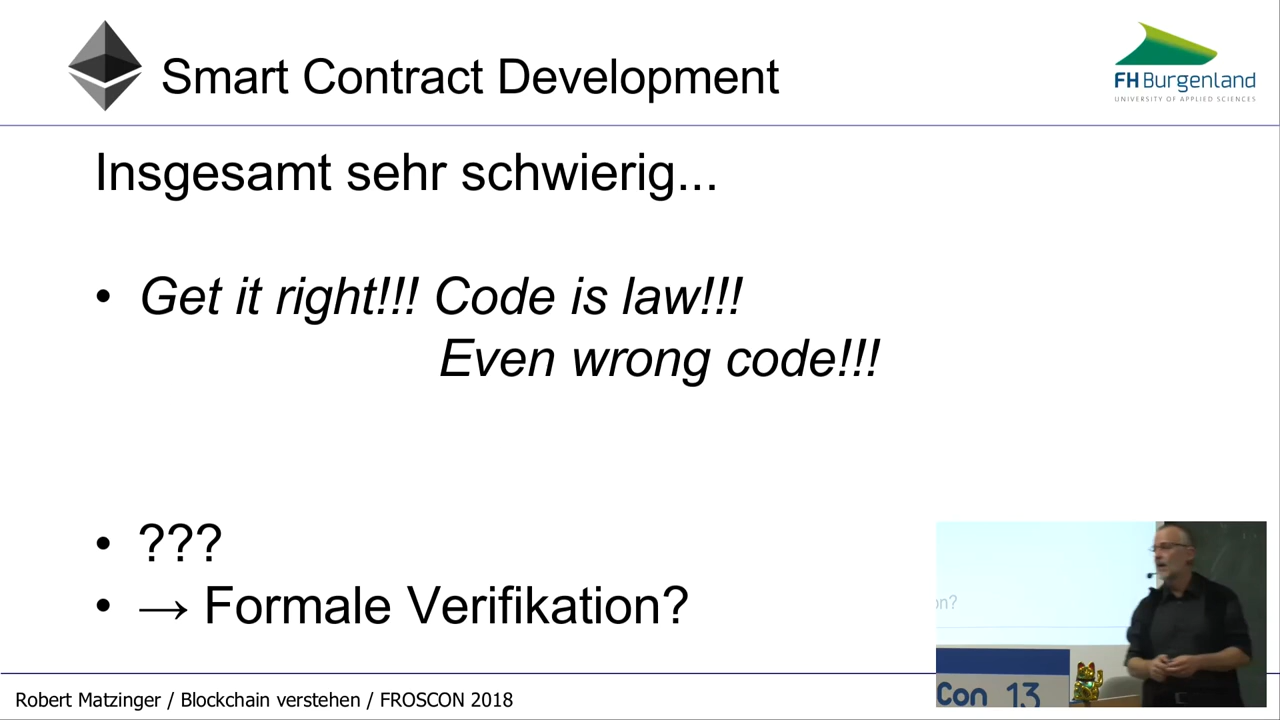 Smart Contract Development
FH Burgenland
UNIVERSITY OF APPLIED SCIENCES
Insgesamt sehr schwierig...
• Get it right!!! Code is law!!!
Even wrong code!!!
• ???
• → Formale Verifikation?
on?
Con 13
Robert Matzinger / Blockchain verstehen / FROSCON 2018